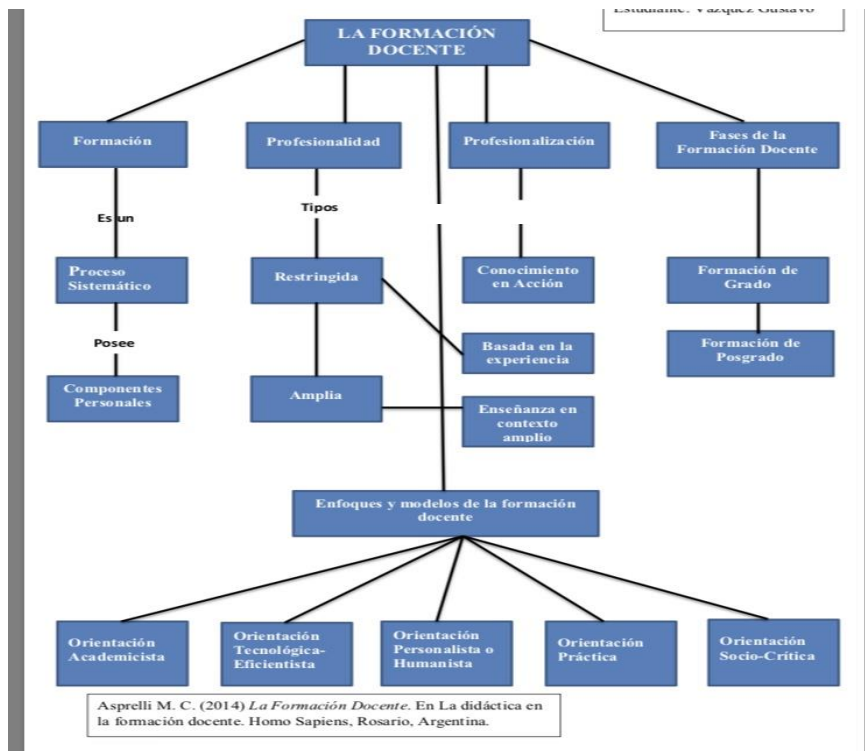 Estudiante: Vázquez Gustavo
LA FORMACIÓN
DOCENTE
Formación
Profesionalidad
Profesionalización
Fases de la
Formación Docente
Es un
Tipos
Proceso
Sistemático
Restringida
Conocimiento
en Acción
Formación de
Grado
Posee
Basada en la
experiencia
Formación de
Posgrado
Componentes
Personales
Amplia
Enseñanza en
contexto
amplio
Enfoques y modelos de la formación
docente
Orientación
Academicista
Orientación
Tecnológica-
Eficientista
Orientación
Personalista o
Humanista
Orientación
Práctica
Orientación
Socio-Crítica
Asprelli M. C. (2014) La Formación Docente. En La didáctica en
la formación docente. Homo Sapiens, Rosario, Argentina.